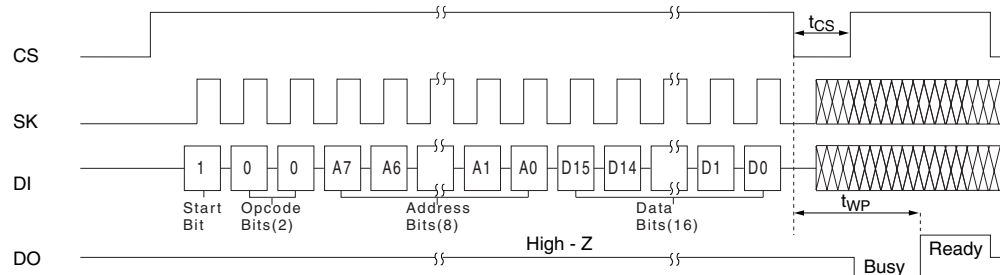 CS
tCS
SK
DI
1 0 0 A7 A6 A1 A0 D15 D14 D1 D0
Start Bit
Opcode Bits(2)
Address Bits(8)
Data Bits(16)
tWP
DO
High - Z
Busy
Ready